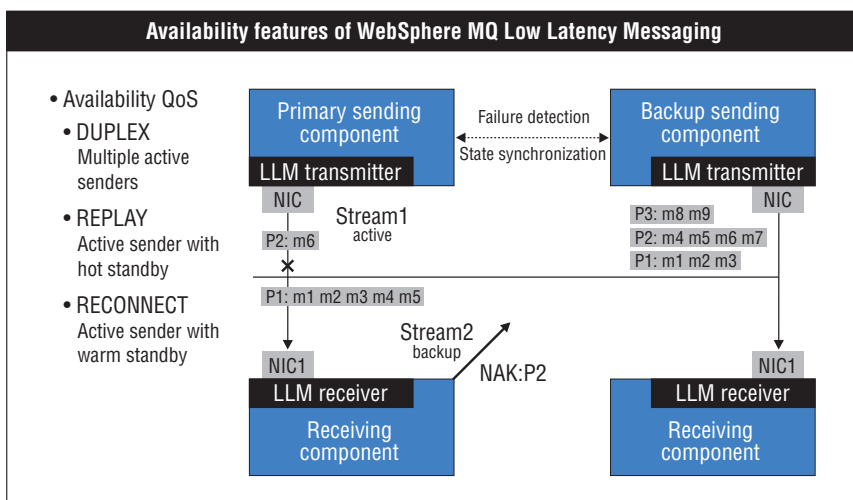 Availability features of WebSphere MQ Low Latency Messaging
• Availability QoS
• DUPLEX
Multiple active
senders
• REPLAY
Active sender with
hot standby
• RECONNECT
Active sender with
warm standby
Primary sending
component
LLM transmitter
NIC
Failure detection
State synchronization
Backup sending
component
LLM transmitter
NIC
Stream1
active
P2: m6
P3: m8 m9
P2: m4 m5 m6 m7
P1: m1 m2 m3
P1: m1 m2 m3 m4 m5
Stream2
backup
NAK:P2
NIC1
LLM receiver
Receiving
component
NIC1
LLM receiver
Receiving
component